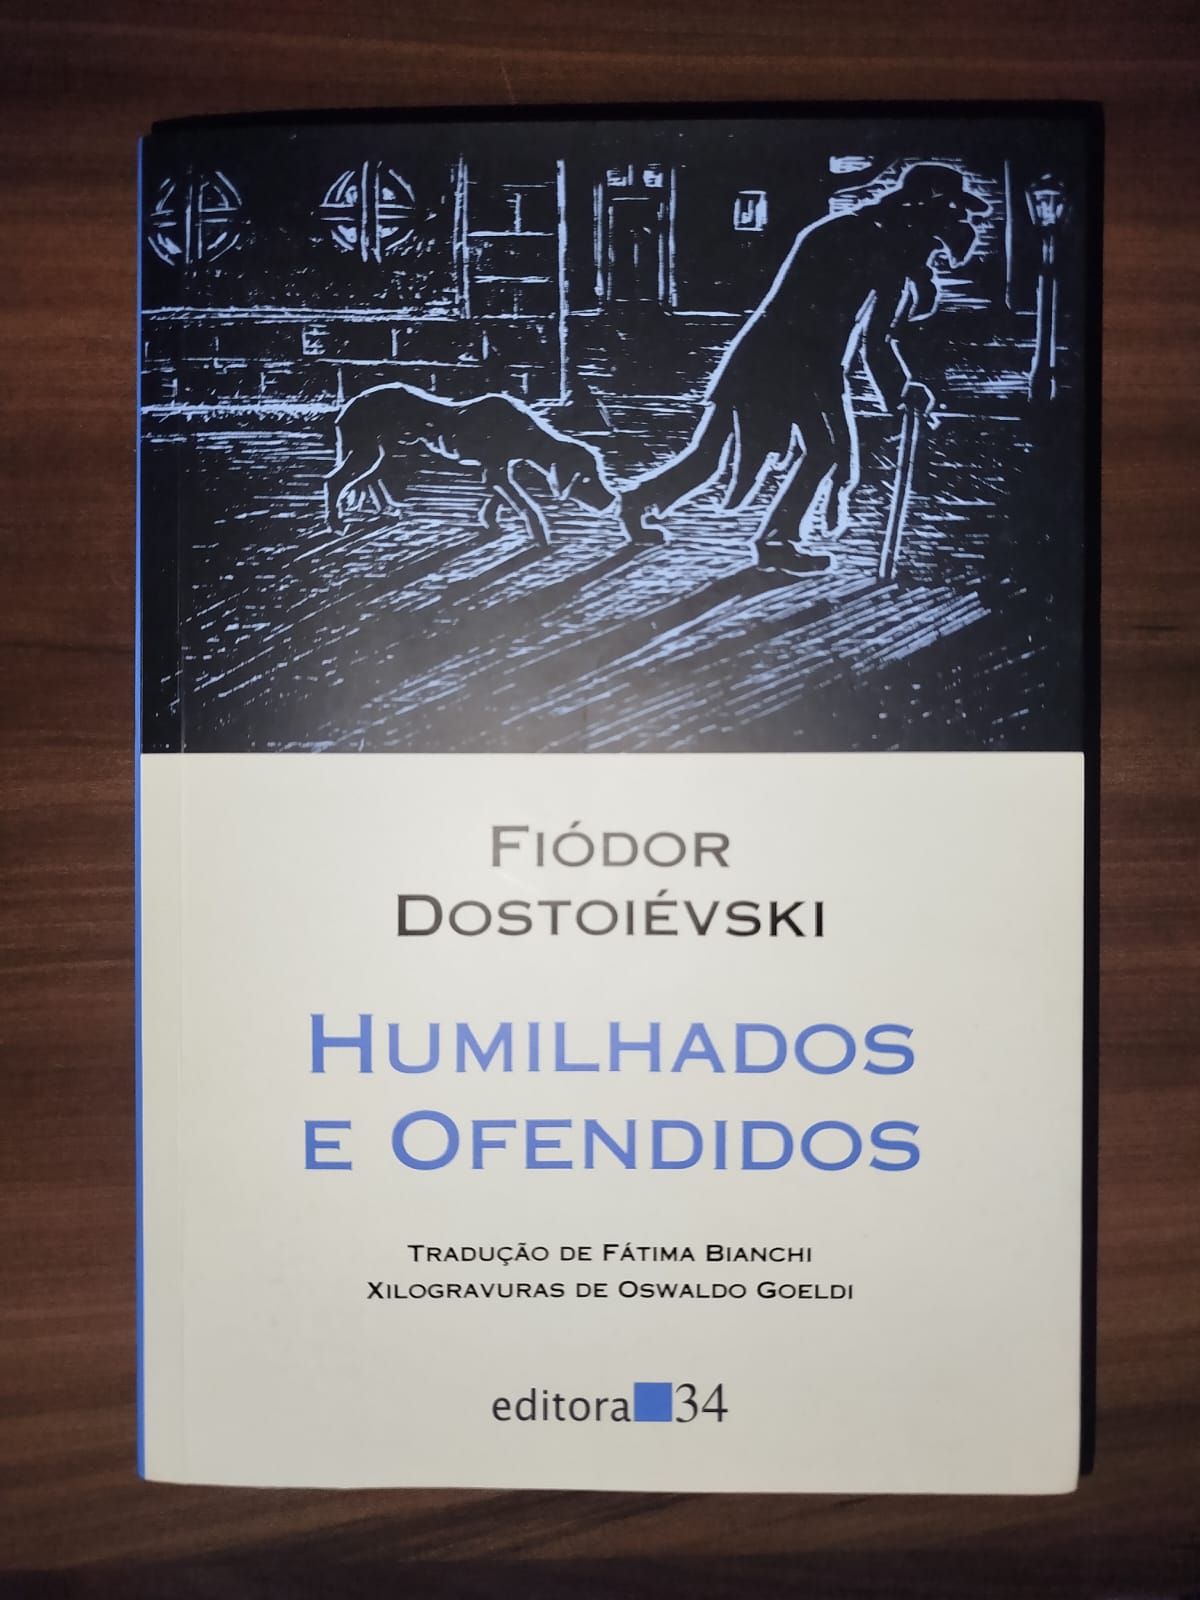 FIÓDOR
DOSTOIÉVSKI
HUMILHADOS
E OFENDIDOS
TRADUÇÃO DE FÁTIMA BIANCHI
XILOGRAVURAS DE OSWALDO GOELDI
editora 34